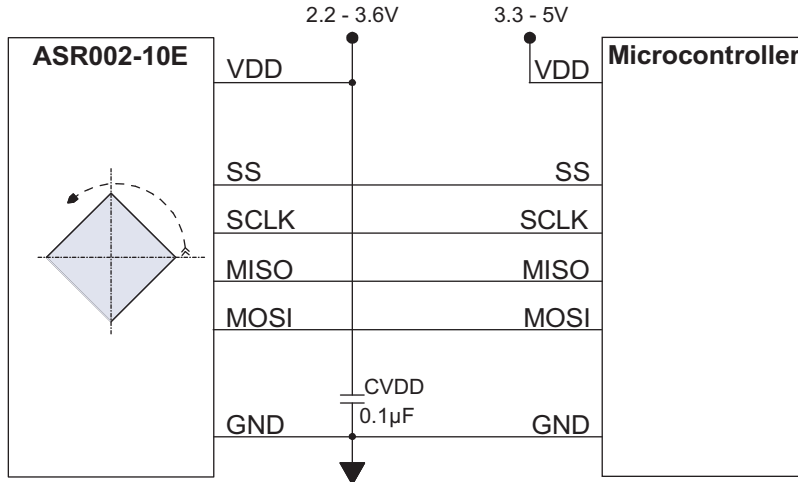 2.2 - 3.6V 3.3 - 5V
ASR002-10E Microcontroller
VDD VDD
SS SS
SCLK SCLK
MISO MISO
MOSI MOSI
CVDD
0.1µF
GND GND